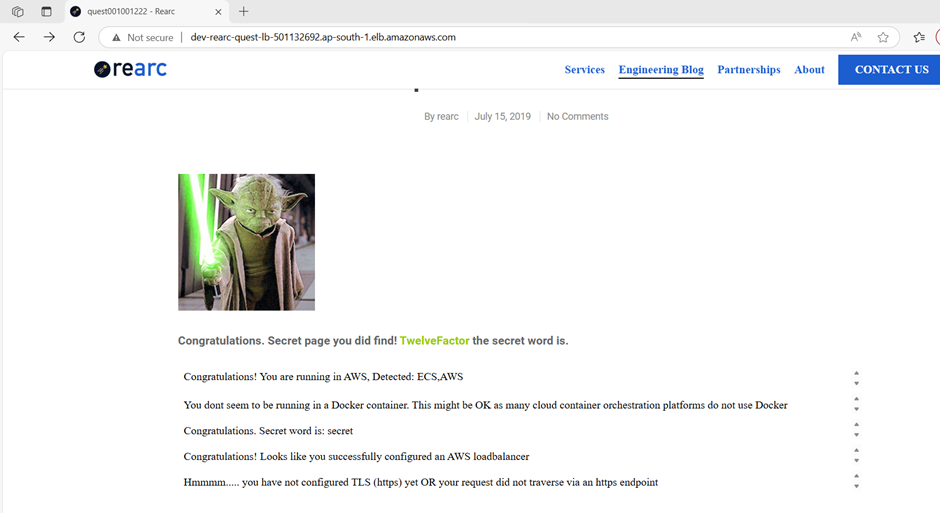 quest001001222 - Rearc
Not secure dev-rearc-quest-lb-501132692.ap-south-1.elb.amazonaws.com
rearc Services Engineering Blog Partnerships About CONTACT US
By rearc July 15, 2019 No Comments
Congratulations. Secret page you did find! TwelveFactor the secret word is.
Congratulations! You are running in AWS, Detected: ECS,AWS
You dont seem to be running in a Docker container. This might be OK as many cloud container orchestration platforms do not use Docker
Congratulations. Secret word is: secret
Congratulations! Looks like you successfully configured an AWS loadbalancer
Hmmmm..... you have not configured TLS (https) yet OR your request did not traverse via an https endpoint